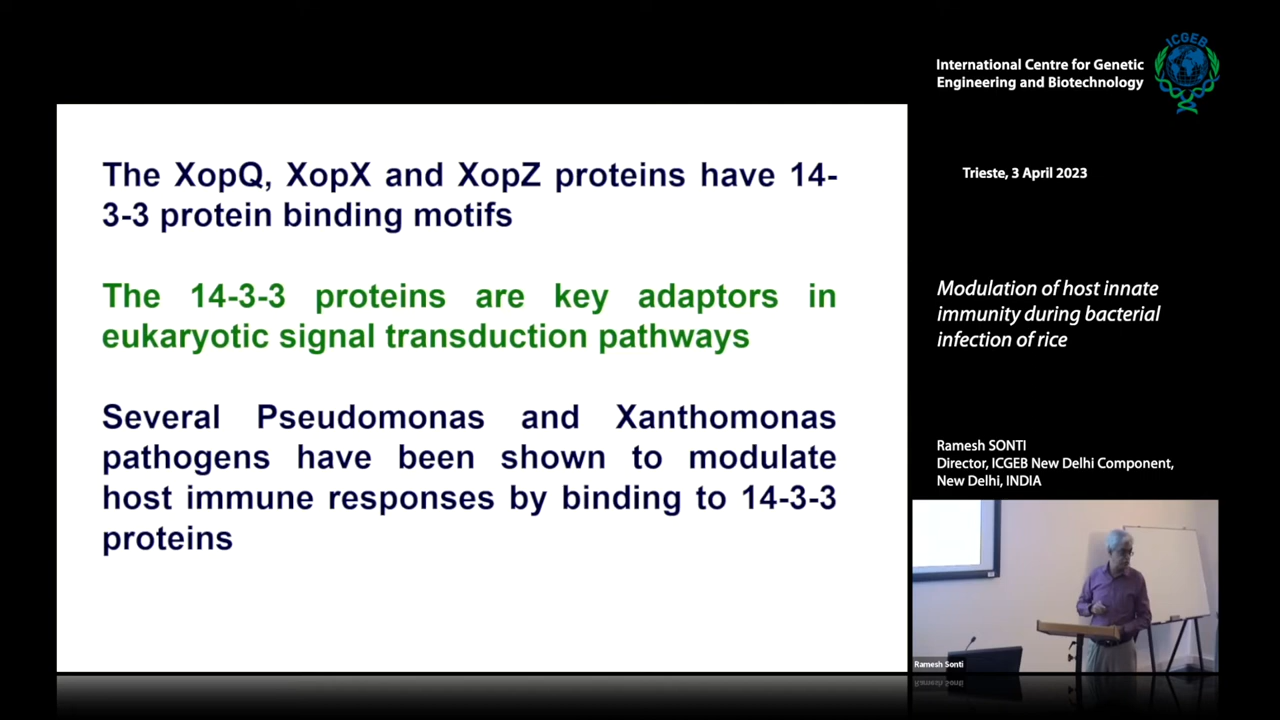 The XopQ, XopX and XopZ proteins have 14-
3-3 protein binding motifs
The 14-3-3 proteins are key adaptors in
eukaryotic signal transduction pathways
Several Pseudomonas and Xanthomonas
pathogens have been shown to modulate
host immune responses by binding to 14-3-3
proteins
International Centre for Genetic
Engineering and Biotechnology
ICGEB
Trieste, 3 April 2023
Modulation of host innate
immunity during bacterial
infection of rice
Ramesh SONTI
Director, ICGEB New Delhi Component,
New Delhi, INDIA
Ramesh Sonti